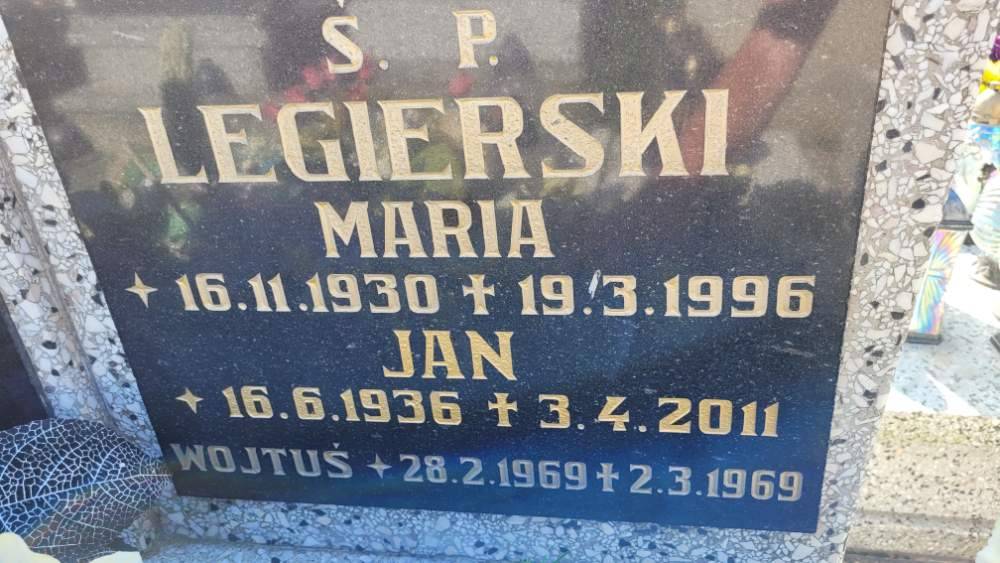 Ś. P.
LEGIERSKI
MARIA
✦ 16.11.1930 ✝ 19.3.1996
JAN
✦ 16.6.1936 ✝ 3.4.2011
WOJTUŚ ✦ 28.2.1969 ✝ 2.3.1969